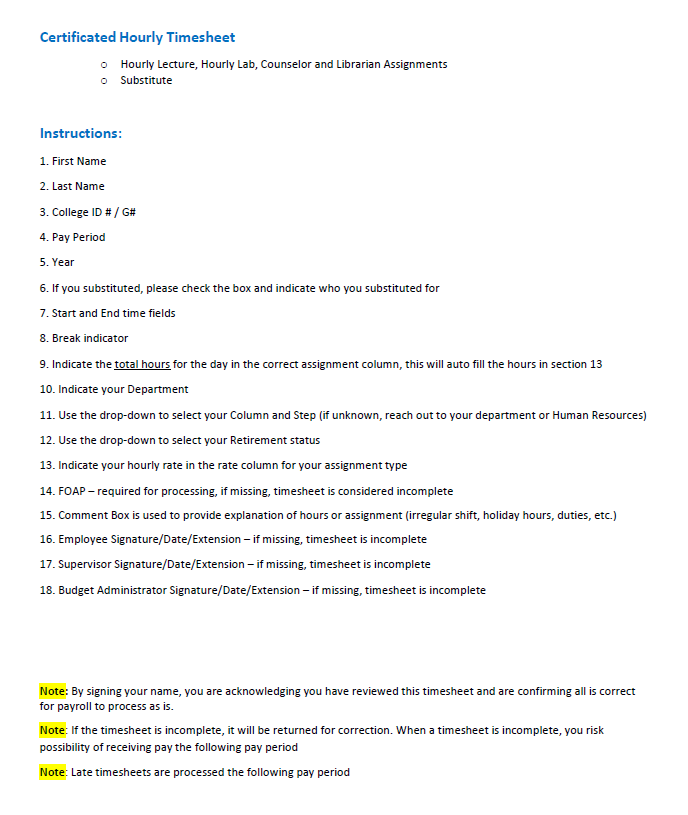 Certificated Hourly Timesheet
o Hourly Lecture, Hourly Lab, Counselor and Librarian Assignments
o Substitute
Instructions:
1. First Name
2. Last Name
3. College ID # / G#
4. Pay Period
5. Year
6. If you substituted, please check the box and indicate who you substituted for
7. Start and End time fields
8. Break indicator
9. Indicate the total hours for the day in the correct assignment column, this will auto fill the hours in section 13
10. Indicate your Department
11. Use the drop-down to select your Column and Step (if unknown, reach out to your department or Human Resources)
12. Use the drop-down to select your Retirement status
13. Indicate your hourly rate in the rate column for your assignment type
14. FOAP – required for processing, if missing, timesheet is considered incomplete
15. Comment Box is used to provide explanation of hours or assignment (irregular shift, holiday hours, duties, etc.)
16. Employee Signature/Date/Extension – if missing, timesheet is incomplete
17. Supervisor Signature/Date/Extension – if missing, timesheet is incomplete
18. Budget Administrator Signature/Date/Extension – if missing, timesheet is incomplete
Note: By signing your name, you are acknowledging you have reviewed this timesheet and are confirming all is correct
for payroll to process as is.
Note: If the timesheet is incomplete, it will be returned for correction. When a timesheet is incomplete, you risk
possibility of receiving pay the following pay period
Note: Late timesheets are processed the following pay period